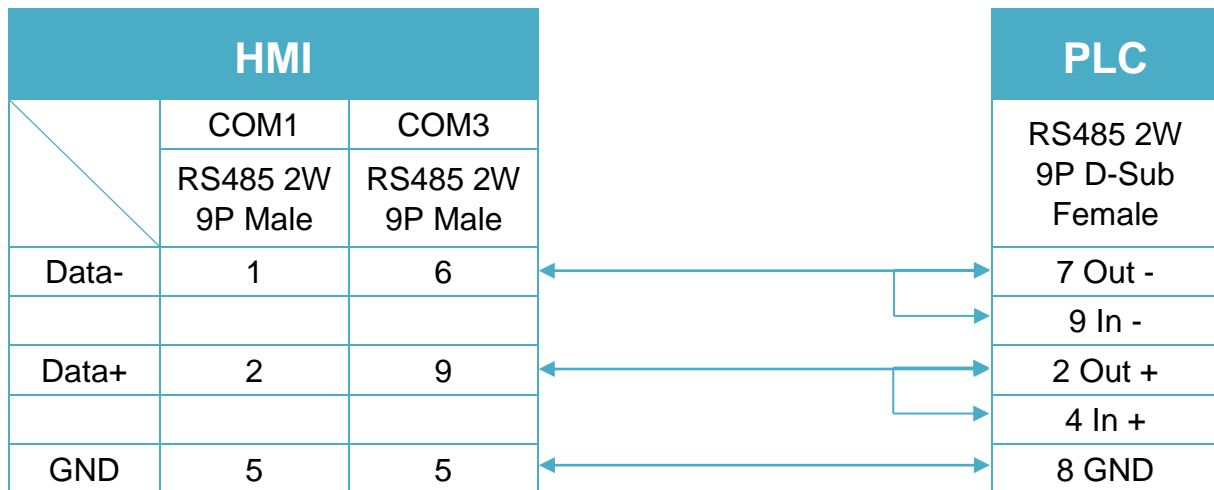 HMI
PLC
COM1 COM3
RS485 2W
9P Male
RS485 2W
9P Male
RS485 2W
9P D-Sub
Female
Data- 1 6 7 Out -
9 In -
Data+ 2 9 2 Out +
4 In +
GND 5 5 8 GND